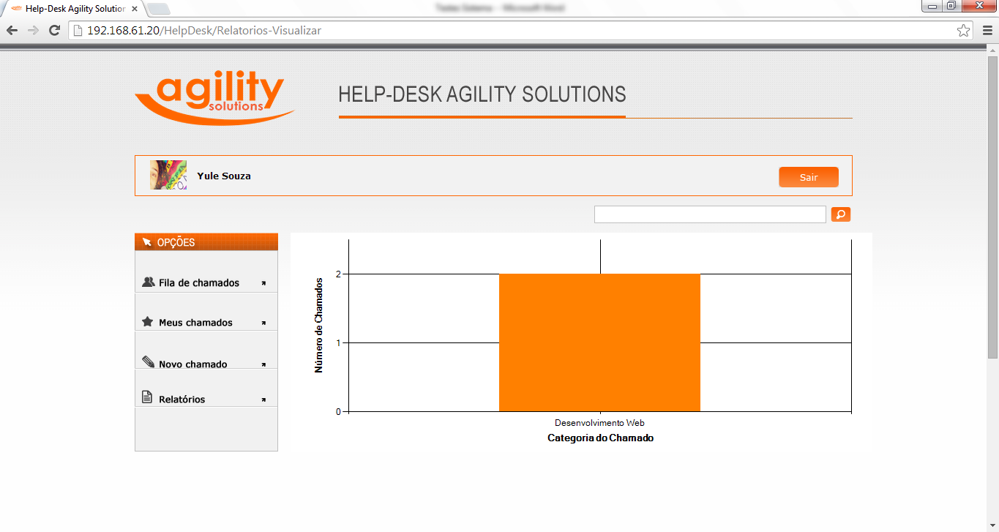 Help-Desk Agility Solution
Testes Sistema - Microsoft Word
192.168.61.20/HelpDesk/Relatorios-Visualizar
agility
solutions
HELP-DESK AGILITY SOLUTIONS
Yule Souza
Sair
OPÇÕES
Fila de chamados
Meus chamados
Novo chamado
Relatórios
Número de Chamados
2
1
0
Desenvolvimento Web
Categoria do Chamado